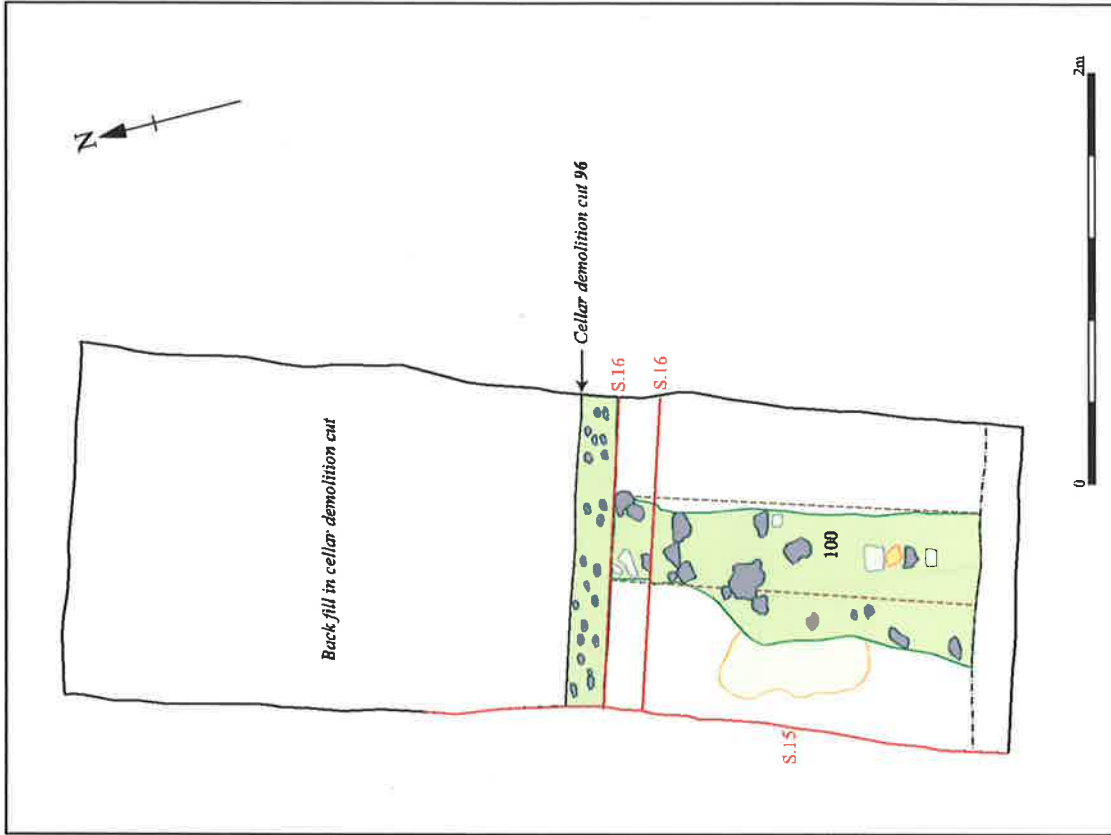 N
Back fill in cellar demolition cut
Cellar demolition cut 96
S.16
S.16
100
S.15
0
2m